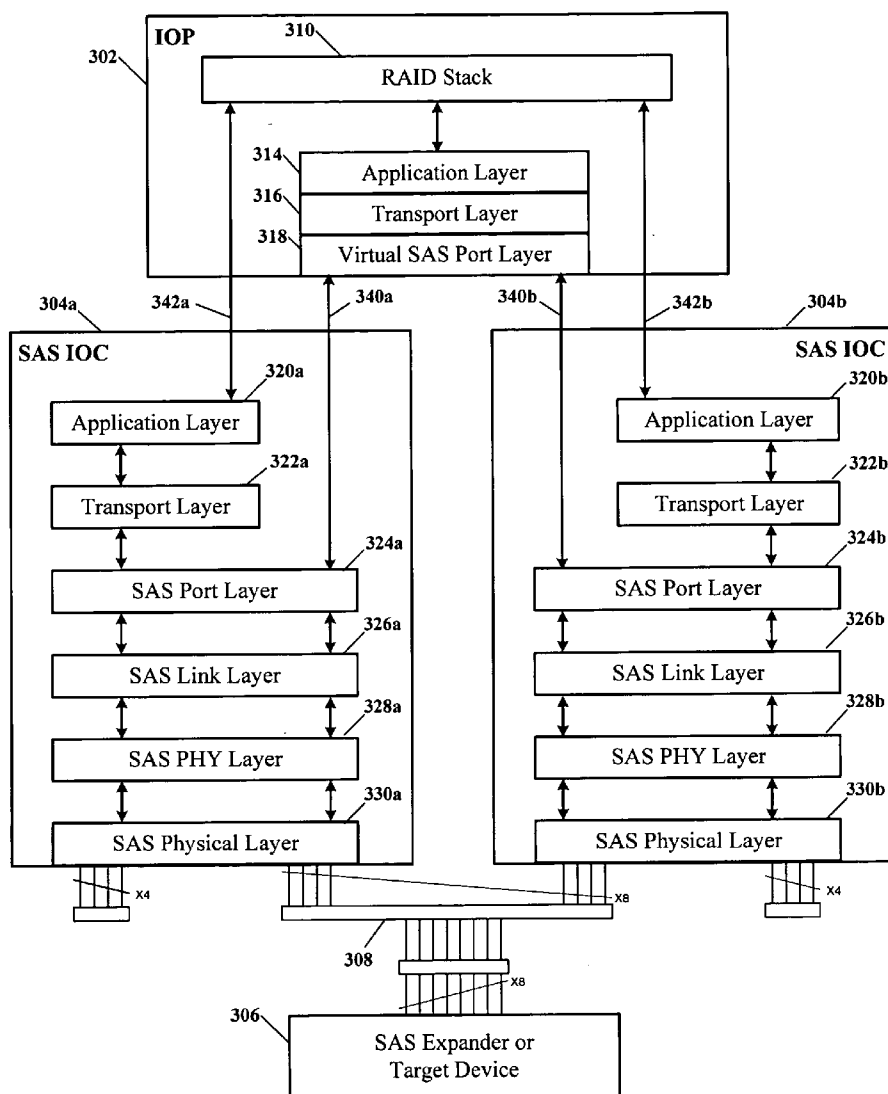 IOP
310
302
RAID Stack
314
Application Layer
316
Transport Layer
318
Virtual SAS Port Layer
304a
342a
340a
340b
342b
304b
SAS IOC
SAS IOC
320a
320b
Application Layer
Application Layer
322a
322b
Transport Layer
Transport Layer
324a
324b
SAS Port Layer
SAS Port Layer
326a
326b
SAS Link Layer
SAS Link Layer
328a
328b
SAS PHY Layer
SAS PHY Layer
330a
330b
SAS Physical Layer
SAS Physical Layer
X4
X8
X4
308
X8
306
SAS Expander or
Target Device